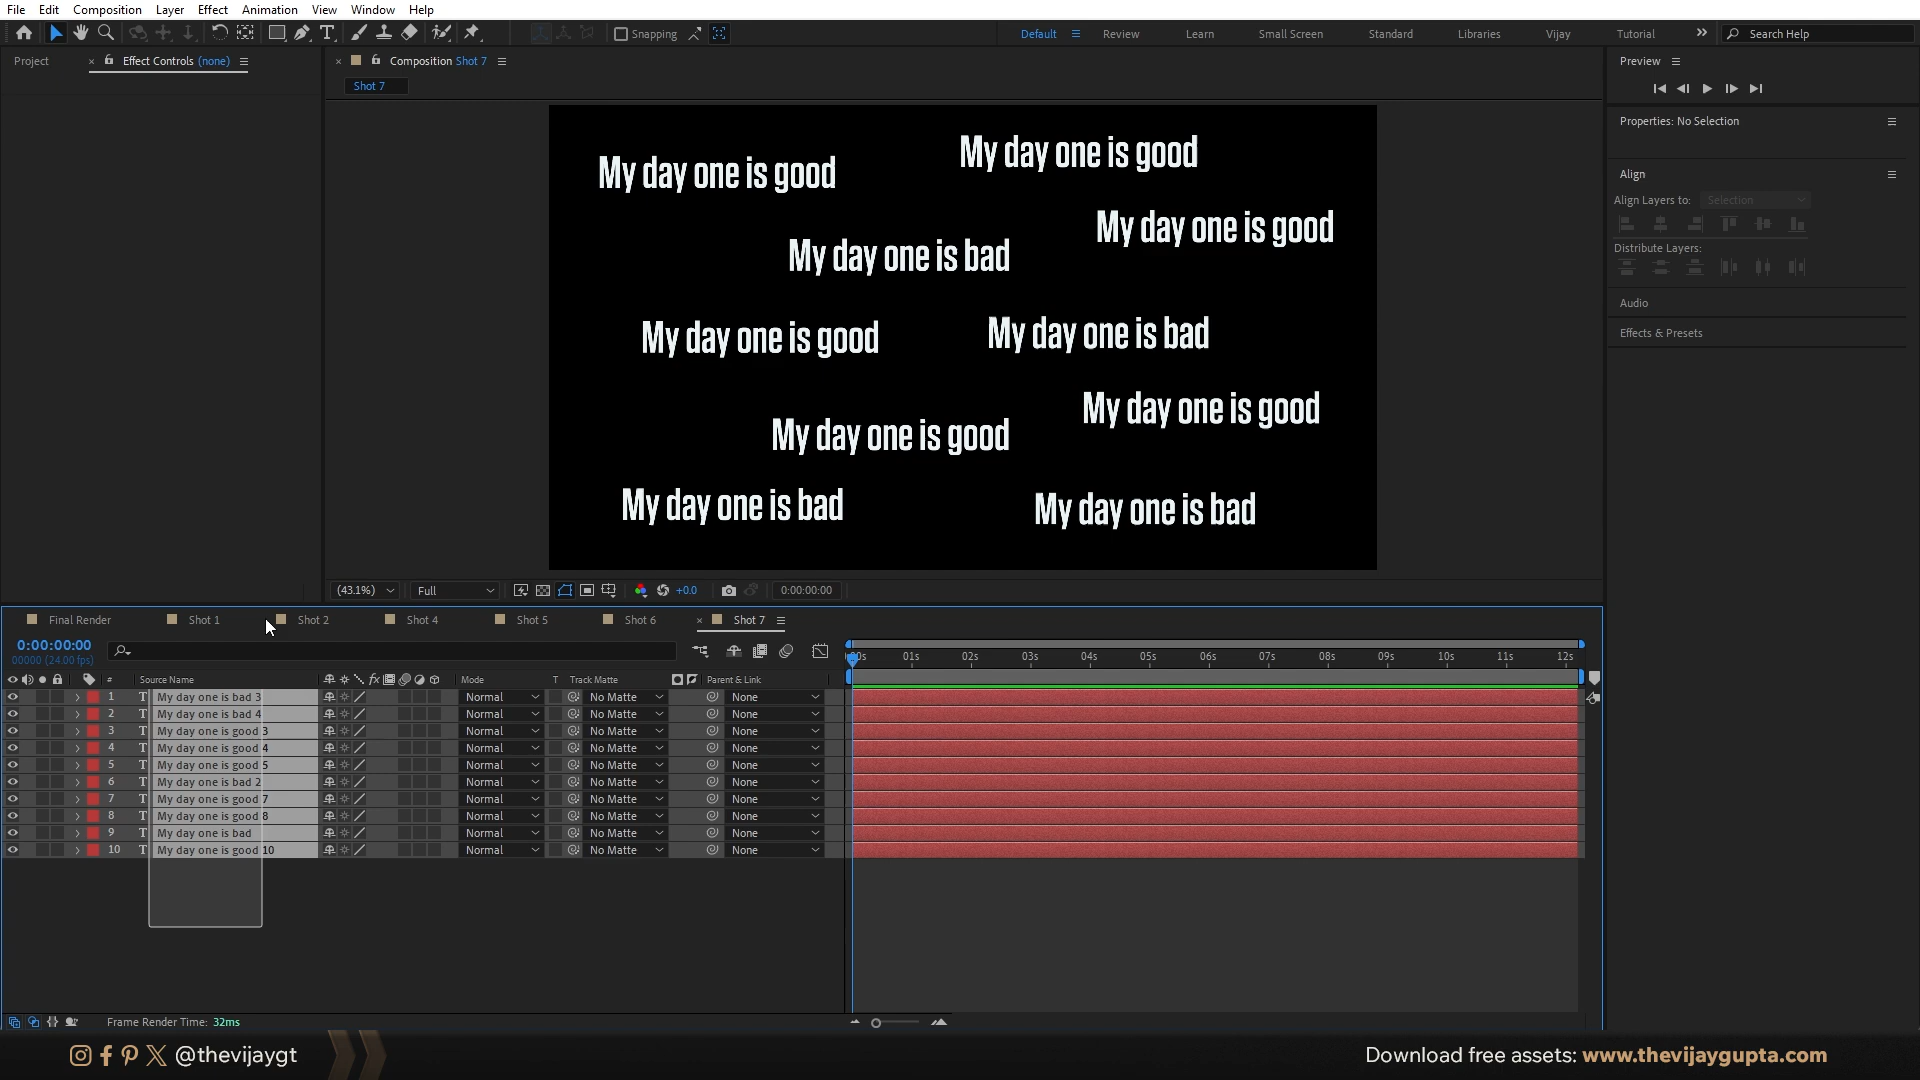 File Edit Composition Layer Effect Animation View Window Help
Snapping
Default Review Learn Small Screen Standard Libraries Vijay Tutorial Search Help
Project
Effect Controls (none)
Composition Shot 7
Shot 7
Preview
Properties: No Selection
Align
Align Layers to: Selection
Distribute Layers:
Audio
Effects & Presets
My day one is good
My day one is good
My day one is good
My day one is bad
My day one is good
My day one is bad
My day one is good
My day one is good
My day one is bad
My day one is bad
(43.1%) Full +0.0 0:00:00:00
Final Render Shot 1 Shot 2 Shot 4 Shot 5 Shot 6 Shot 7
0:00:00:00
00000 (24.00 fps)
00s 01s 02s 03s 04s 05s 06s 07s 08s 09s 10s 11s 12s
# Source Name fx Mode T Track Matte Parent & Link
1 T My day one is bad 3 Normal No Matte None
2 T My day one is bad 4 Normal No Matte None
3 T My day one is good 3 Normal No Matte None
4 T My day one is good 4 Normal No Matte None
5 T My day one is good 5 Normal No Matte None
6 T My day one is bad 2 Normal No Matte None
7 T My day one is good 7 Normal No Matte None
8 T My day one is good 8 Normal No Matte None
9 T My day one is bad Normal No Matte None
10 T My day one is good 10 Normal No Matte None
Frame Render Time: 32ms
@thevijaygt
Download free assets: www.thevijaygupta.com